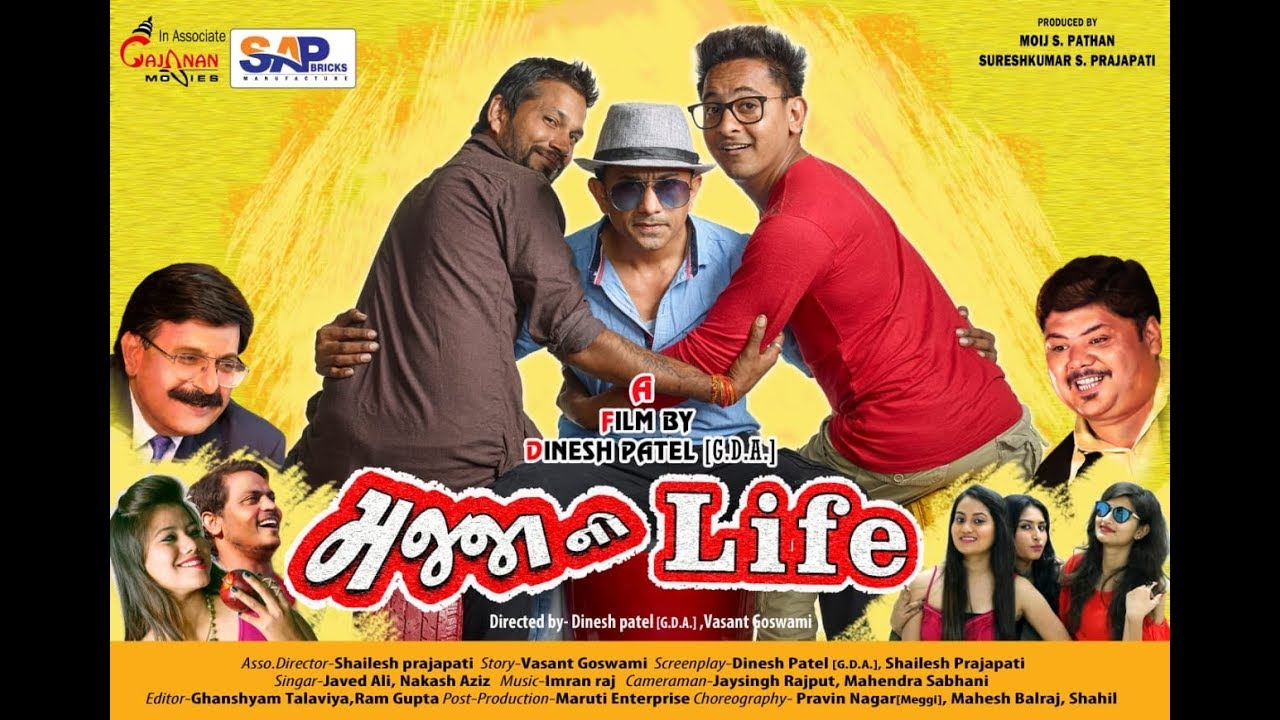 In Associate
GAJANAN
MOVIES
SAP
BRICKS
MANUFACTURE
PRODUCED BY
MOIJ S. PATHAN
SURESHKUMAR S. PRAJAPATI
A
FILM BY
DINESH PATEL [G.D.A.]
મજ્જા ની Life
Directed by- Dinesh patel [G.D.A.] ,Vasant Goswami
Asso.Director-Shailesh prajapati Story-Vasant Goswami Screenplay-Dinesh Patel [G.D.A.], Shailesh Prajapati
Singar-Javed Ali, Nakash Aziz Music-Imran raj Cameraman-Jaysingh Rajput, Mahendra Sabhani
Editor-Ghanshyam Talaviya,Ram Gupta Post-Production-Maruti Enterprise Choreography- Pravin Nagar[Meggi], Mahesh Balraj, Shahil